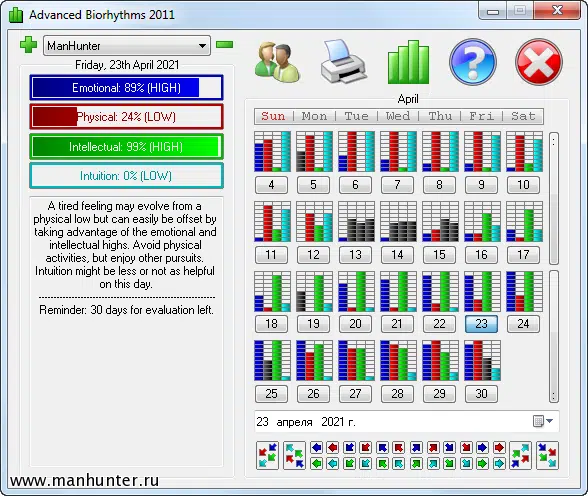 Advanced Biorhythms 2011
ManHunter
Friday, 23th April 2021
Emotional: 89% (HIGH)
Physical: 24% (LOW)
Intellectual: 99% (HIGH)
Intuition: 0% (LOW)
A tired feeling may evolve from a
physical low but can easily be offset by
taking advantage of the emotional and
intellectual highs. Avoid physical
activities, but enjoy other pursuits.
Intuition might be less or not as helpful
on this day.
Reminder: 30 days for evaluation left.
April
Sun Mon Tue Wed Thu Fri Sat
4 5 6 7 8 9 10
11 12 13 14 15 16 17
18 19 20 21 22 23 24
25 26 27 28 29 30
23 апреля 2021 г.
www.manhunter.ru